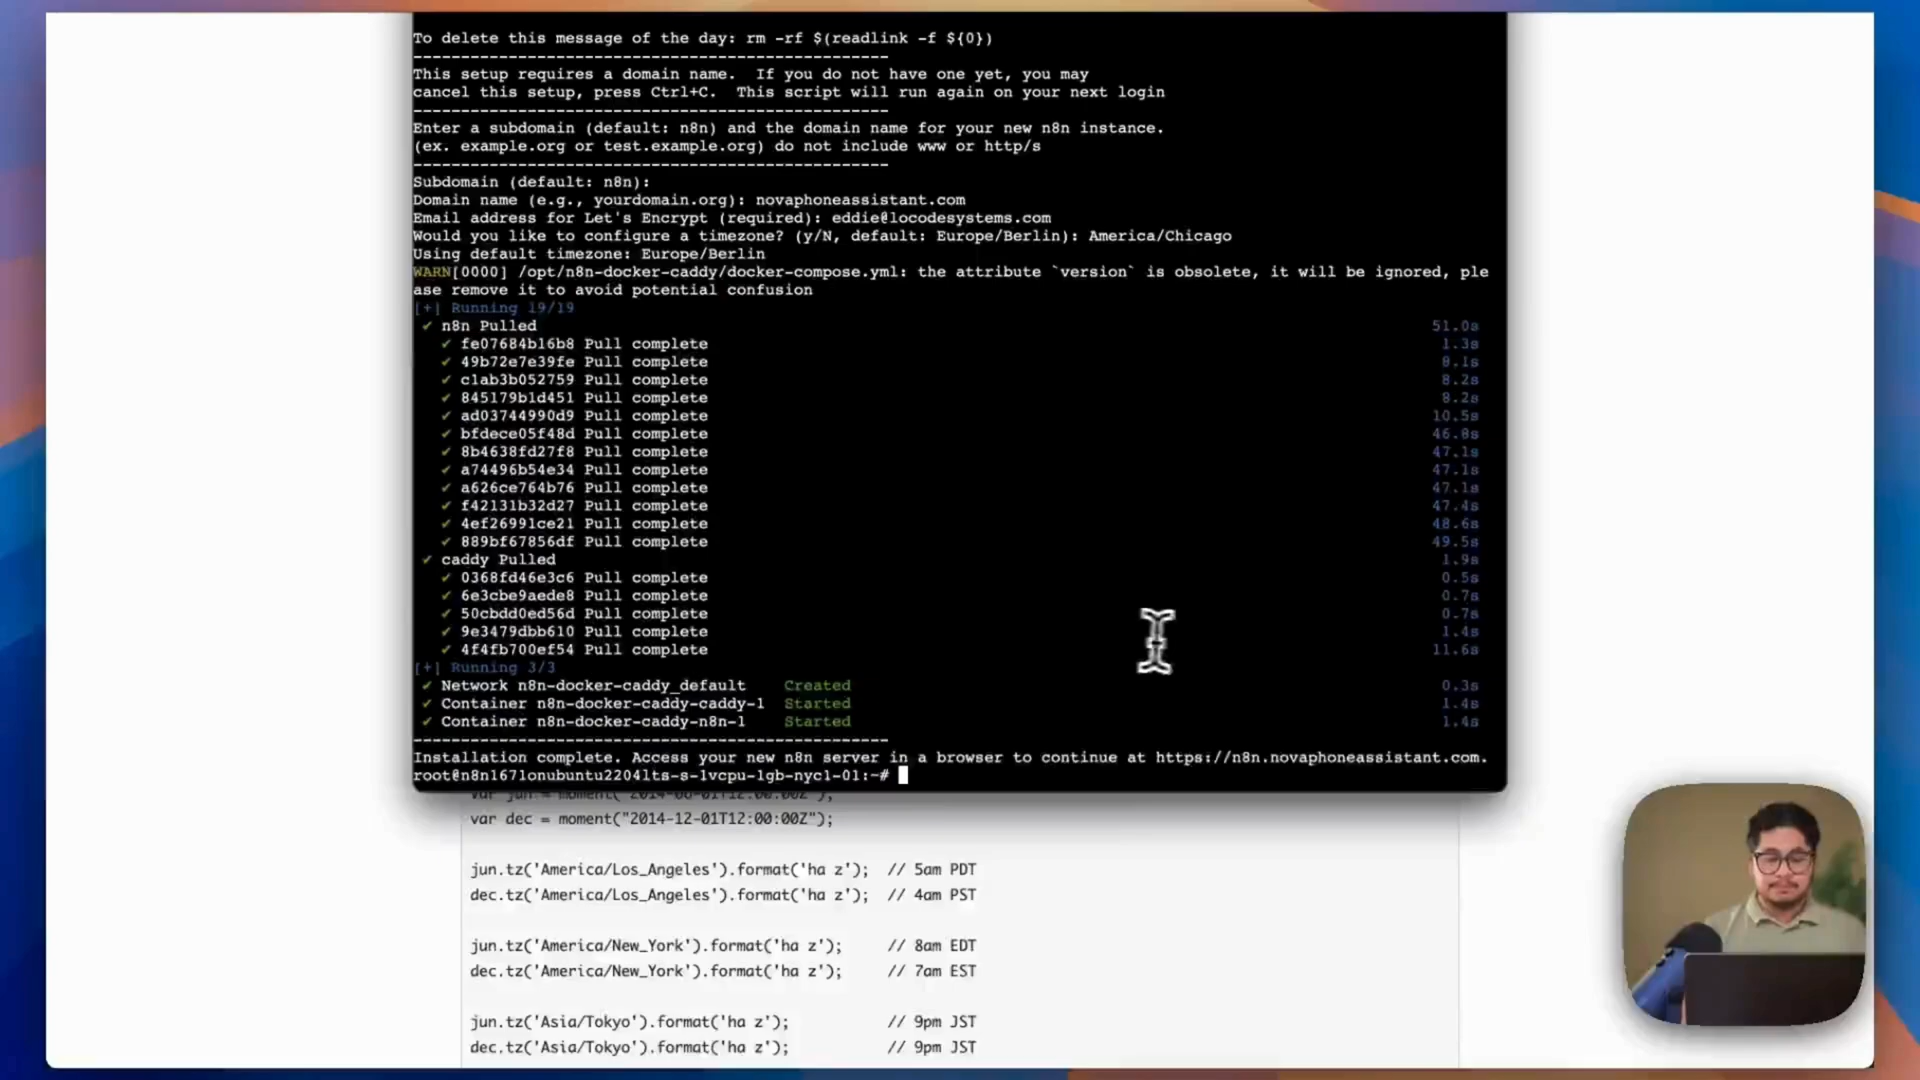 To delete this message of the day: rm -rf $(readlink -f ${0})
--------------------------------------------------
This setup requires a domain name.  If you do not have one yet, you may
cancel this setup, press Ctrl+C.  This script will run again on your next login
--------------------------------------------------
Enter a subdomain (default: n8n) and the domain name for your new n8n instance.
(ex. example.org or test.example.org) do not include www or http/s
--------------------------------------------------
Subdomain (default: n8n):
Domain name (e.g., yourdomain.org): novaphoneassistant.com
Email address for Let's Encrypt (required): eddie@locodesystems.com
Would you like to configure a timezone? (y/N, default: Europe/Berlin): America/Chicago
Using default timezone: Europe/Berlin
WARN[0000] /opt/n8n-docker-caddy/docker-compose.yml: the attribute `version` is obsolete, it will be ignored, ple
ase remove it to avoid potential confusion
[+] Running 19/19
✔ n8n Pulled 51.0s
✔ fe07684b16b8 Pull complete 1.3s
✔ 49b72e7e39fe Pull complete 8.1s
✔ c1ab3b052759 Pull complete 8.2s
✔ 845179b1d451 Pull complete 8.2s
✔ ad03744990d9 Pull complete 10.5s
✔ bfdece05f48d Pull complete 46.8s
✔ 8b4638fd27f8 Pull complete 47.1s
✔ a74496b54e34 Pull complete 47.1s
✔ a626ce764b76 Pull complete 47.1s
✔ f42131b32d27 Pull complete 47.4s
✔ 4ef26991ce21 Pull complete 48.6s
✔ 889bf67856df Pull complete 49.5s
✔ caddy Pulled 1.9s
✔ 0368fd46e3c6 Pull complete 0.5s
✔ 6e3cbe9aede8 Pull complete 0.7s
✔ 50cbdd0ed56d Pull complete 0.7s
✔ 9e3479dbb610 Pull complete 1.4s
✔ 4f4fb700ef54 Pull complete 11.6s
[+] Running 3/3
✔ Network n8n-docker-caddy_default Created 0.3s
✔ Container n8n-docker-caddy-caddy-1 Started 1.4s
✔ Container n8n-docker-caddy-n8n-1 Started 1.4s
--------------------------------------------------
Installation complete. Access your new n8n server in a browser to continue at https://n8n.novaphoneassistant.com.
root@n8n1671onubuntu2204lts-s-1vcpu-1gb-nyc1-01:~#
var jun = moment("2014-06-01T12:00:00Z");
var dec = moment("2014-12-01T12:00:00Z");
jun.tz('America/Los_Angeles').format('ha z');  // 5am PDT
dec.tz('America/Los_Angeles').format('ha z');  // 4am PST
jun.tz('America/New_York').format('ha z');     // 8am EDT
dec.tz('America/New_York').format('ha z');     // 7am EST
jun.tz('Asia/Tokyo').format('ha z');           // 9pm JST
dec.tz('Asia/Tokyo').format('ha z');           // 9pm JST